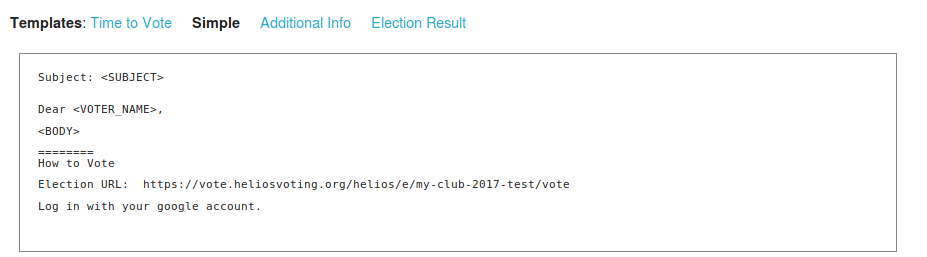 Templates: Time to Vote Simple Additional Info Election Result
Subject: <SUBJECT>
Dear <VOTER_NAME>,
<BODY>
========
How to Vote
Election URL:  https://vote.heliosvoting.org/helios/e/my-club-2017-test/vote
Log in with your google account.